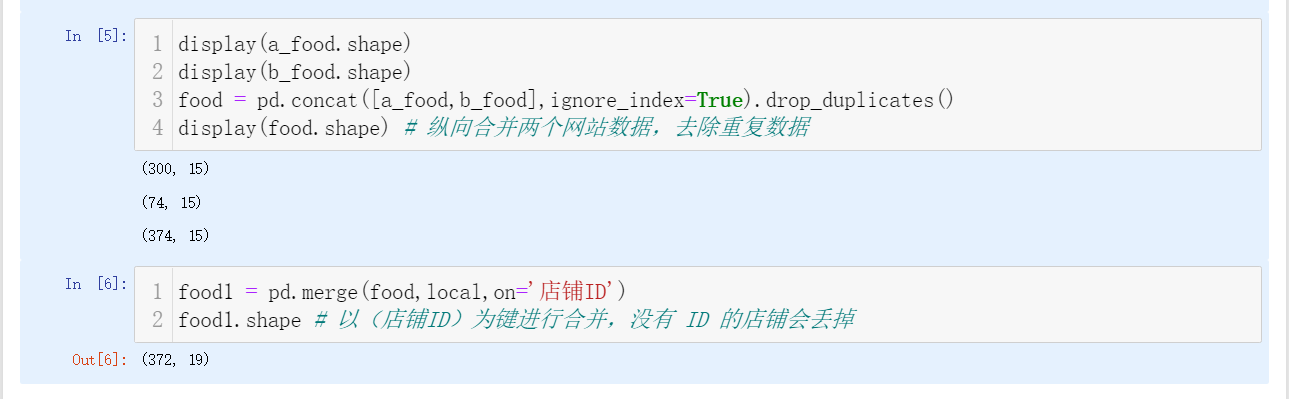 In [5]:
1 display(a_food.shape)
2 display(b_food.shape)
3 food = pd.concat([a_food,b_food],ignore_index=True).drop_duplicates()
4 display(food.shape) # 纵向合并两个网站数据，去除重复数据
(300, 15)
(74, 15)
(374, 15)
In [6]:
1 food1 = pd.merge(food,local,on='店铺ID')
2 food1.shape # 以（店铺ID）为键进行合并，没有 ID 的店铺会丢掉
Out[6]: (372, 19)